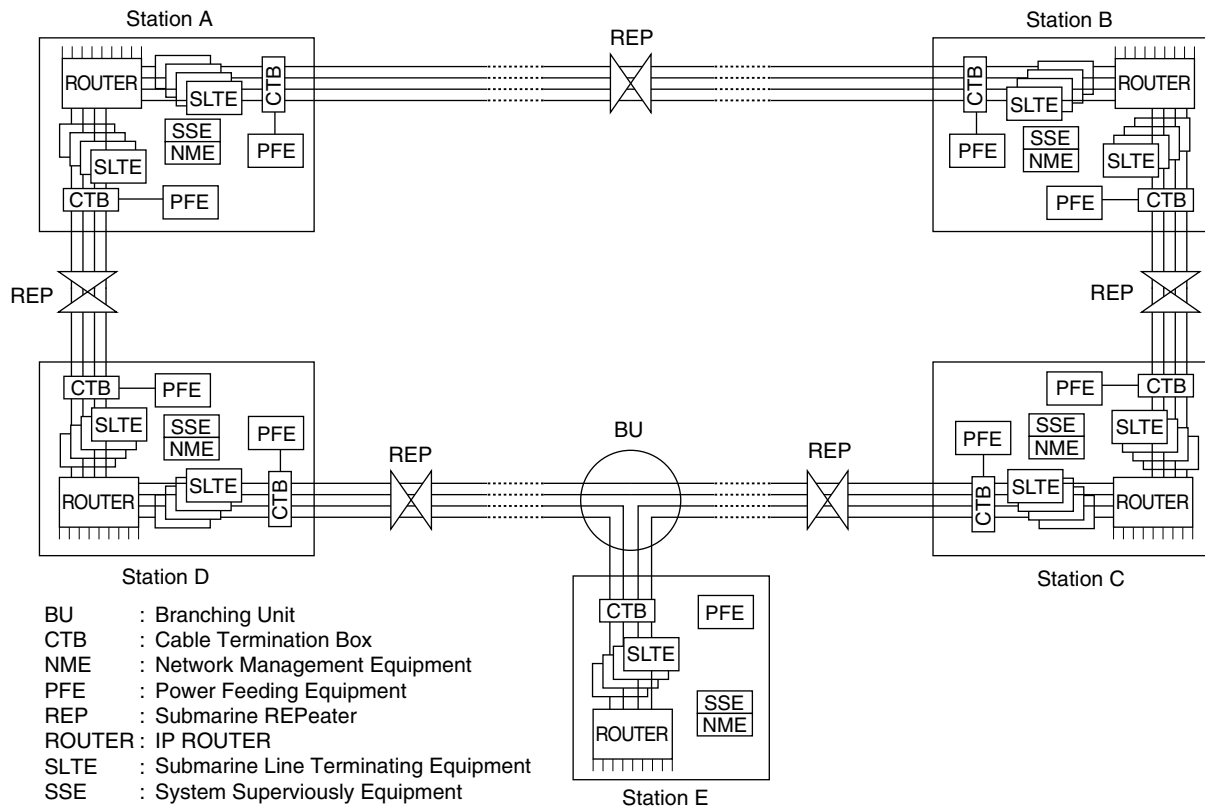 Station A
Station B
REP
ROUTER
SLTE
CTB
SSE
NME
PFE
SLTE
CTB
PFE
CTB
SLTE
ROUTER
PFE
SSE
NME
SLTE
PFE
CTB
REP
REP
CTB
PFE
SLTE
SSE
NME
PFE
ROUTER
SLTE
CTB
REP
BU
REP
PFE
CTB
SLTE
SSE
NME
PFE
CTB
SLTE
ROUTER
Station D
Station C
CTB
PFE
SLTE
SSE
NME
ROUTER
Station E
BU : Branching Unit
CTB : Cable Termination Box
NME : Network Management Equipment
PFE : Power Feeding Equipment
REP : Submarine REPeater
ROUTER : IP ROUTER
SLTE : Submarine Line Terminating Equipment
SSE : System Superviously Equipment